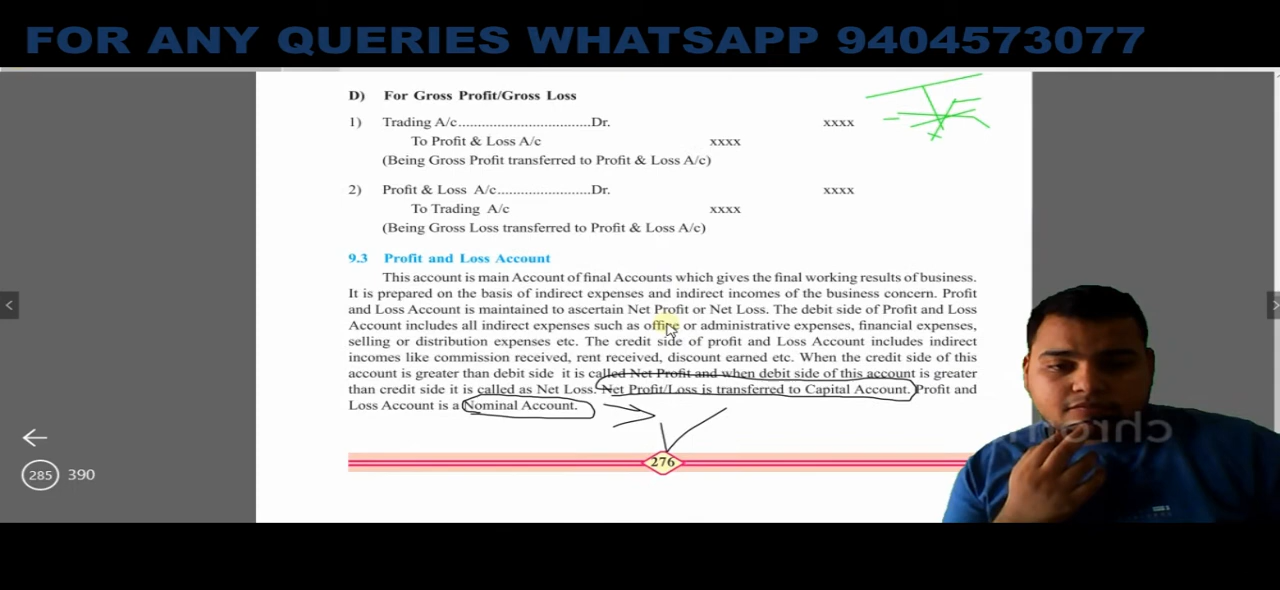 FOR ANY QUERIES WHATSAPP 9404573077
D) For Gross Profit/Gross Loss
1) Trading A/c.................................Dr. xxxx
To Profit & Loss A/c xxxx
(Being Gross Profit transferred to Profit & Loss A/c)
2) Profit & Loss A/c.......................Dr. xxxx
To Trading A/c xxxx
(Being Gross Loss transferred to Profit & Loss A/c)
9.3 Profit and Loss Account
This account is main Account of final Accounts which gives the final working results of business.
It is prepared on the basis of indirect expenses and indirect incomes of the business concern. Profit
and Loss Account is maintained to ascertain Net Profit or Net Loss. The debit side of Profit and Loss
Account includes all indirect expenses such as office or administrative expenses, financial expenses,
selling or distribution expenses etc. The credit side of profit and Loss Account includes indirect
incomes like commission received, rent received, discount earned etc. When the credit side of this
account is greater than debit side it is called Net Profit and when debit side of this account is greater
than credit side it is called as Net Loss. Net Profit/Loss is transferred to Capital Account. Profit and
Loss Account is a Nominal Account.
276
285 390